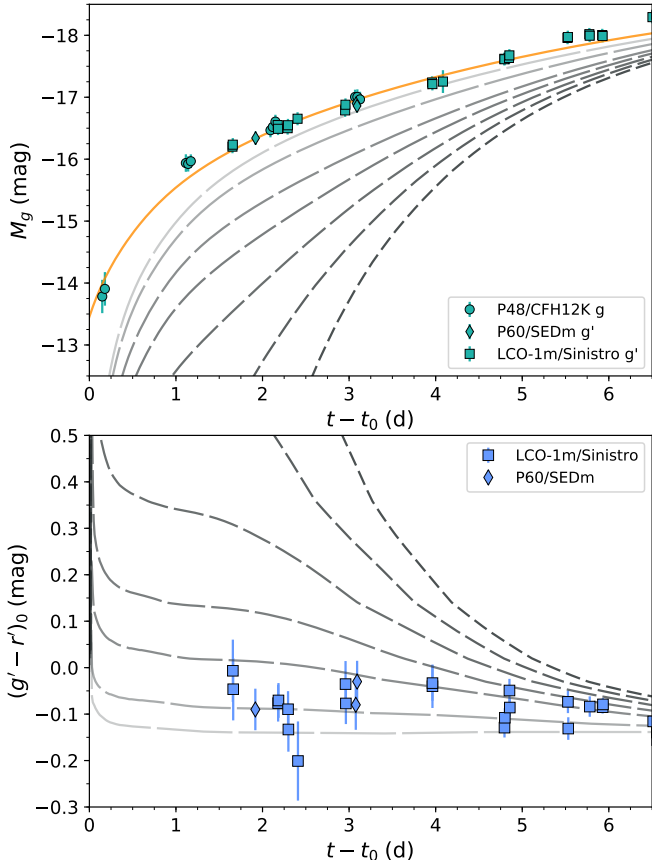 −18
−17
−16
−15
−14
−13
M_g (mag)
0 1 2 3 4 5 6
t − t_0 (d)
P48/CFH12K g
P60/SEDm g'
LCO-1m/Sinistro g'
0.5
0.4
0.3
0.2
0.1
0.0
−0.1
−0.2
−0.3
(g' − r')_0 (mag)
0 1 2 3 4 5 6
t − t_0 (d)
LCO-1m/Sinistro
P60/SEDm